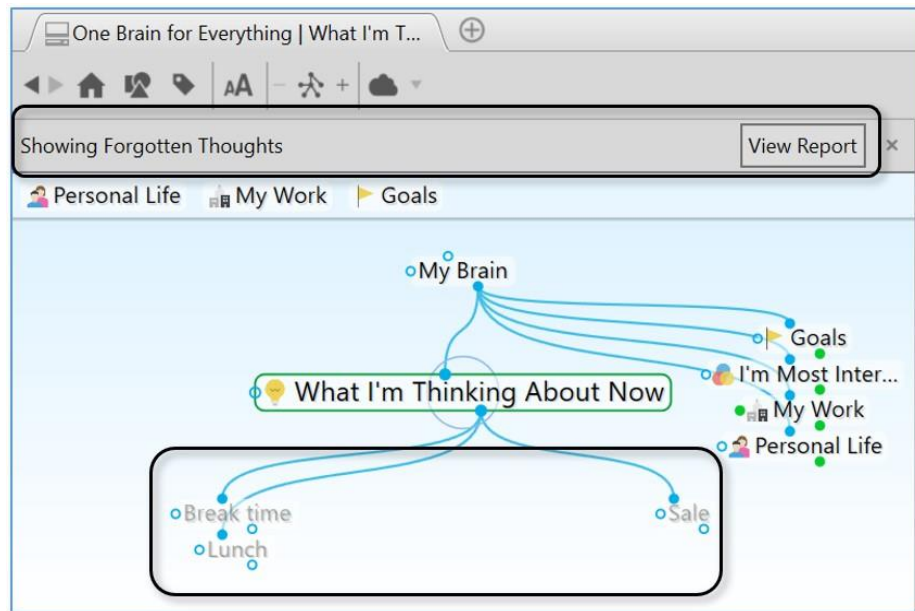 One Brain for Everything | What I'm T...
AA
Showing Forgotten Thoughts View Report
Personal Life My Work Goals
My Brain
Goals
What I'm Thinking About Now
I'm Most Inter...
My Work
Personal Life
Break time
Sale
Lunch